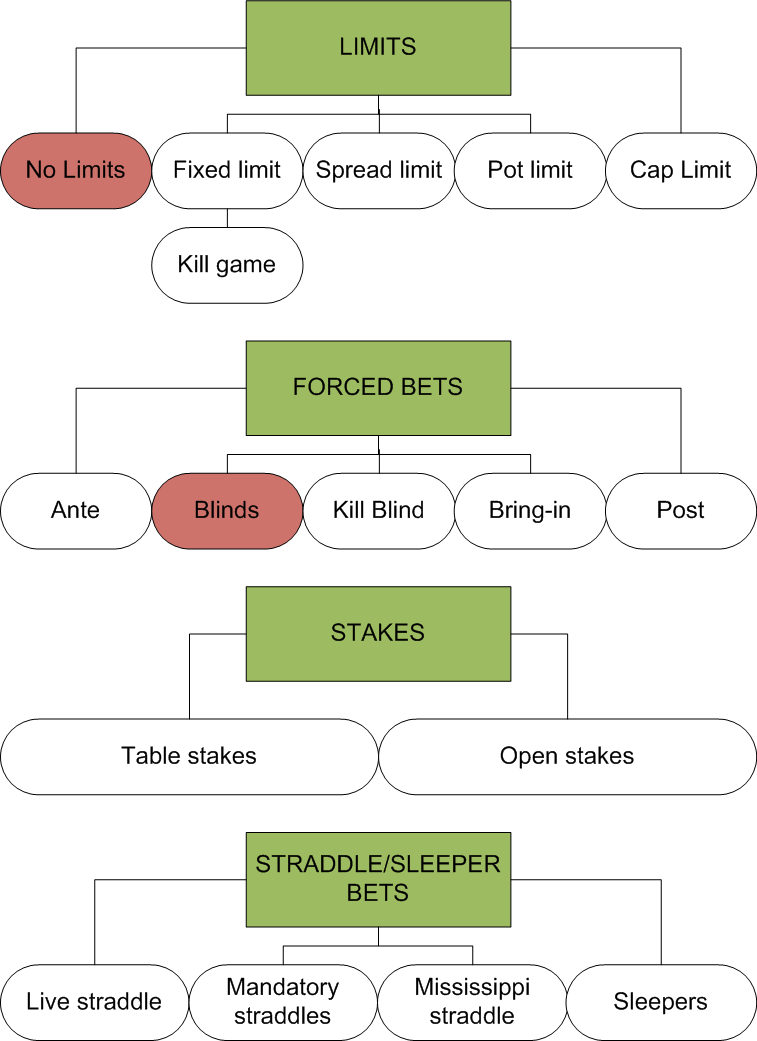 LIMITS
No Limits
Fixed limit
Spread limit
Pot limit
Cap Limit
Kill game
FORCED BETS
Ante
Blinds
Kill Blind
Bring-in
Post
STAKES
Table stakes
Open stakes
STRADDLE/SLEEPER
BETS
Live straddle
Mandatory
straddles
Mississippi
straddle
Sleepers